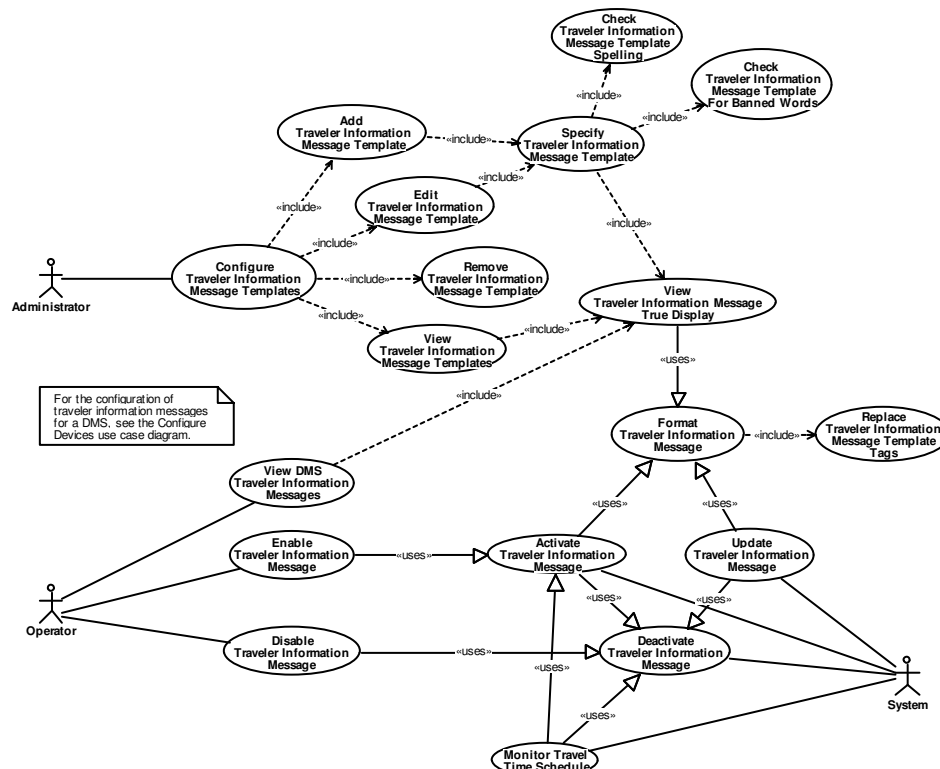 Check
Traveler Information
Message Template
Spelling
Check
Traveler Information
Message Template
For Banned Words
«include»
«include»
Add
Traveler Information
Message Template
«include»
Specify
Traveler Information
Message Template
«include»
Edit
Traveler Information
Message Template
«include»
«include»
«include»
Configure
Traveler Information
Message Templates
«include»
Remove
Traveler Information
Message Template
Administrator
View
Traveler Information Message
True Display
«include»
«include»
View
Traveler Information
Message Templates
«uses»
For the configuration of
traveler information messages
for a DMS, see the Configure
Devices use case diagram.
«include»
Format
Traveler Information
Message
«include»
Replace
Traveler Information
Message Template
Tags
View DMS
Traveler Information
Messages
«uses»
«uses»
Enable
Traveler Information
Message
«uses»
Activate
Traveler Information
Message
Update
Traveler Information
Message
«uses»
«uses»
Operator
Disable
Traveler Information
Message
«uses»
Deactivate
Traveler Information
Message
«uses»
System
«uses»
Monitor Travel
Time Schedule